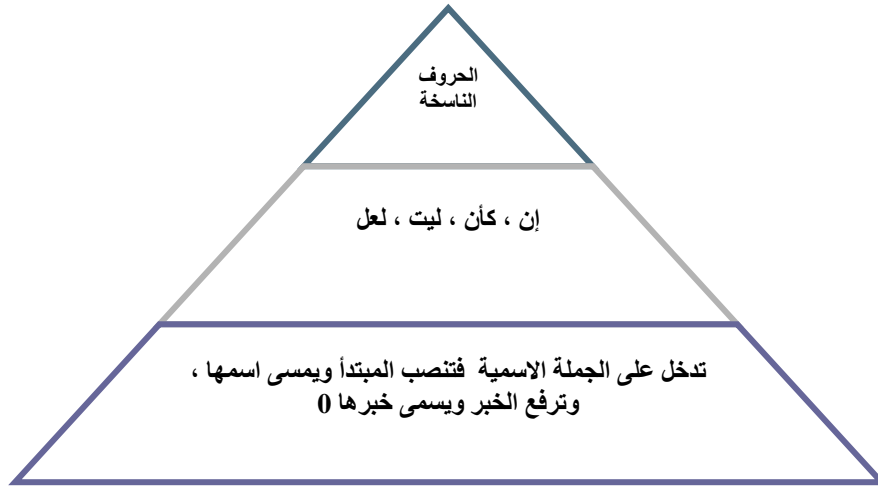 الحروف
الناسخة
إن ، كأن ، ليت ، لعل
تدخل على الجملة الاسمية فتنصب المبتدأ ويمسى اسمها ،
وترفع الخبر ويسمى خبرها 0